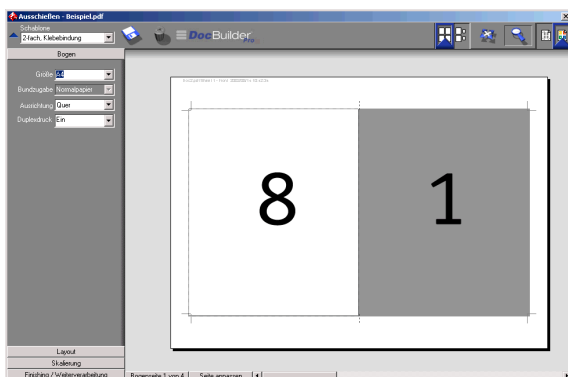 Ausschießen - Beispiel.pdf
Schablone
2-fach, Klebebindung
DocBuilder Pro
Bogen
Größe A4
Bundzugabe Normalpapier
Ausrichtung Quer
Duplexdruck Ein
8 1
Layout
Skalierung
Finishing / Weiterverarbeitung
Bogenseite 1 von 4 Seite anpassen